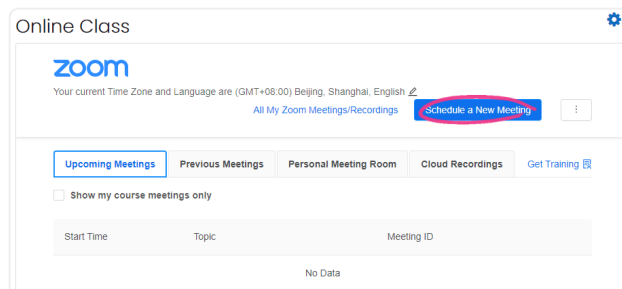 Online Class
zoom
Your current Time Zone and Language are (GMT+08:00) Beijing, Shanghai, English
All My Zoom Meetings/Recordings Schedule a New Meeting
Upcoming Meetings Previous Meetings Personal Meeting Room Cloud Recordings Get Training
Show my course meetings only
Start Time Topic Meeting ID
No Data